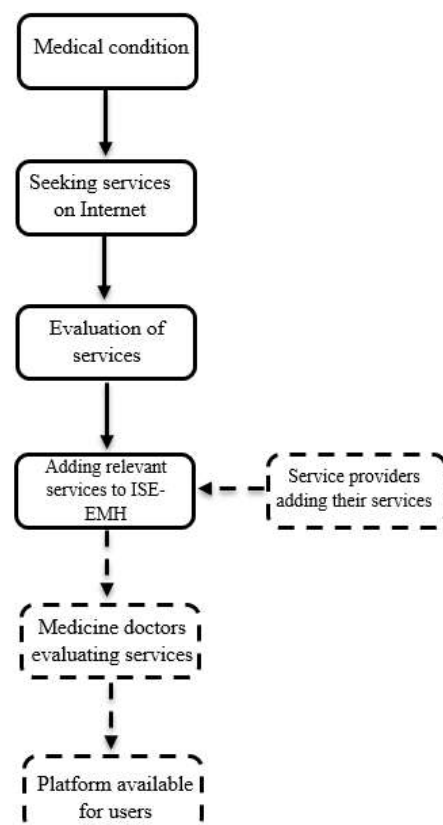 Medical condition
Seeking services
on Internet
Evaluation of
services
Adding relevant
services to ISE-
EMH
Service providers
adding their services
Medicine doctors
evaluating services
Platform available
for users